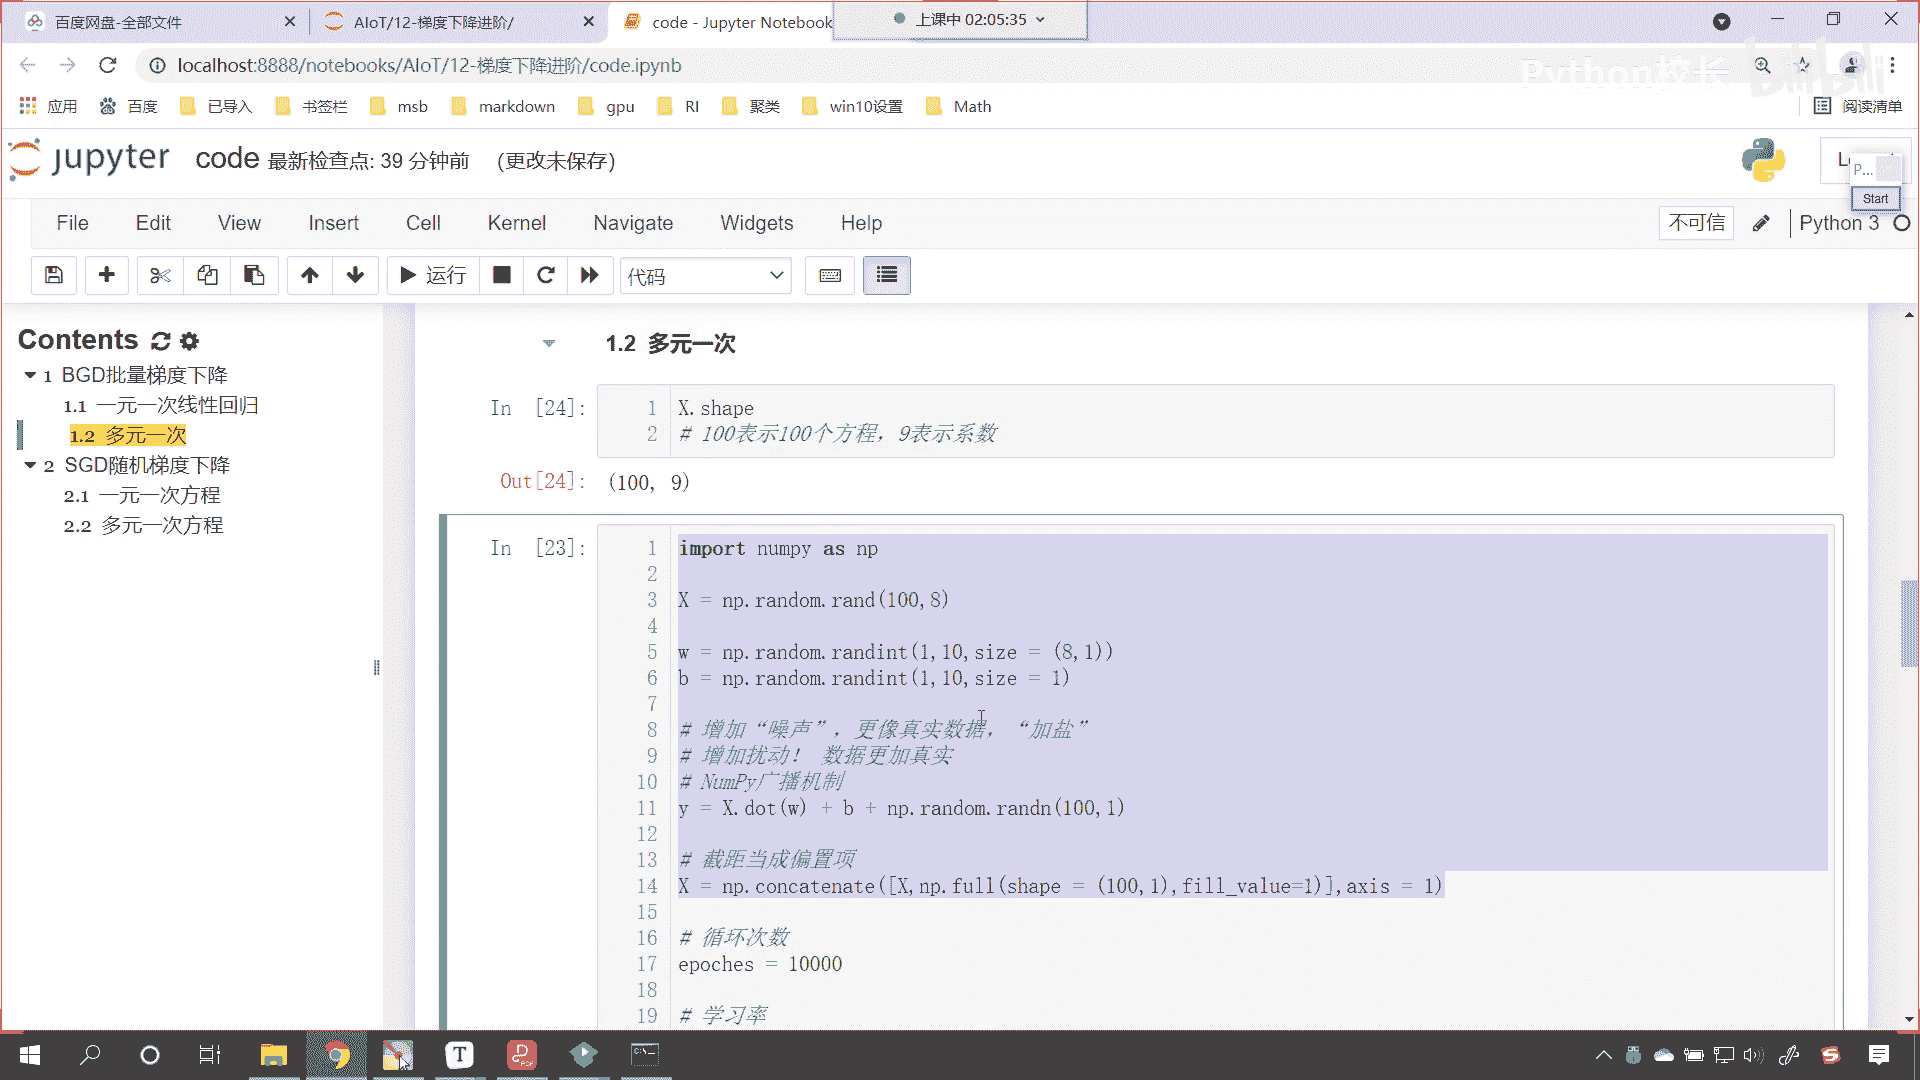 百度网盘-全部文件
AIoT/12-梯度下降进阶/
code - Jupyter Notebook
上课中 02:05:35
localhost:8888/notebooks/AIoT/12-梯度下降进阶/code.ipynb
Python校长
bilibili
应用 百度 已导入 书签栏 msb markdown gpu RI 聚类 win10设置 Math 阅读清单
jupyter code 最新检查点: 39 分钟前 (更改未保存)
P...
Start
File Edit View Insert Cell Kernel Navigate Widgets Help 不可信 Python 3
运行 代码
Contents
1 BGD批量梯度下降
1.1 一元一次线性回归
1.2 多元一次
2 SGD随机梯度下降
2.1 一元一次方程
2.2 多元一次方程
1.2 多元一次
In [24]:
1 X.shape
2 # 100表示100个方程，9表示系数
Out[24]: (100, 9)
In [23]:
1 import numpy as np
2
3 X = np.random.rand(100,8)
4
5 w = np.random.randint(1,10,size = (8,1))
6 b = np.random.randint(1,10,size = 1)
7
8 # 增加“噪声”，更像真实数据，“加盐”
9 # 增加扰动！ 数据更加真实
10 # NumPy广播机制
11 y = X.dot(w) + b + np.random.randn(100,1)
12
13 # 截距当成偏置项
14 X = np.concatenate([X,np.full(shape = (100,1),fill_value=1)],axis = 1)
15
16 # 循环次数
17 epoches = 10000
18
19 # 学习率